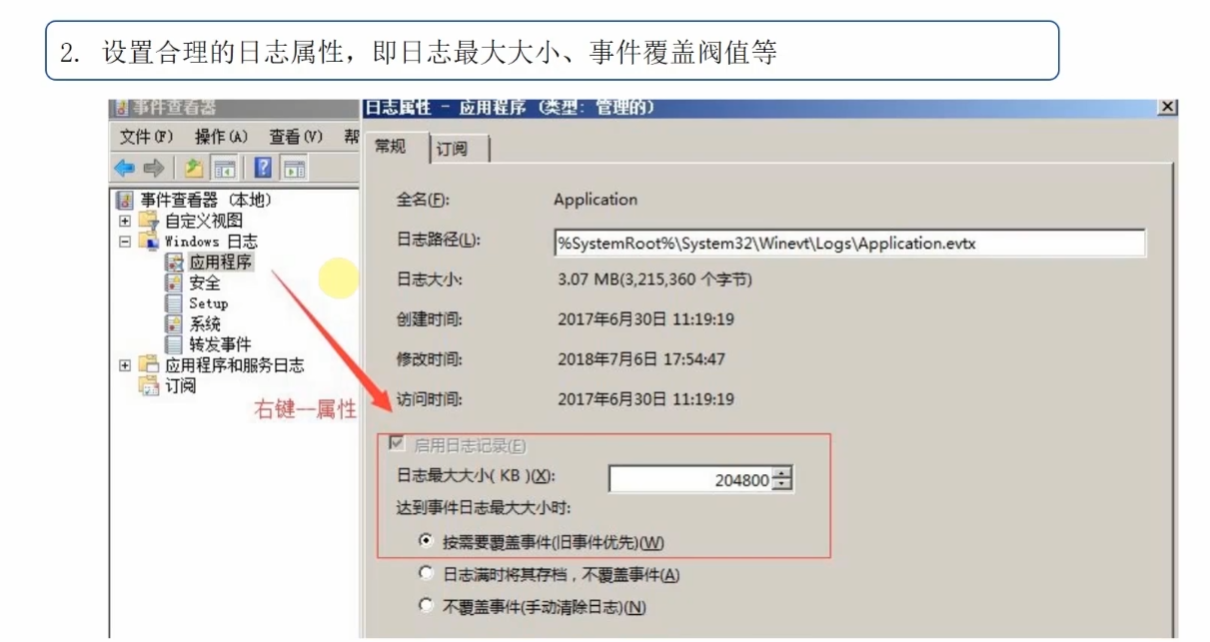 2. 设置合理的日志属性，即日志最大大小、事件覆盖阀值等
事件查看器
文件(F) 操作(A) 查看(V) 帮
事件查看器 (本地)
自定义视图
Windows 日志
应用程序
安全
Setup
系统
转发事件
应用程序和服务日志
订阅
右键—属性
日志属性 - 应用程序 (类型: 管理的)
常规 订阅
全名(F): Application
日志路径(L): %SystemRoot%\System32\Winevt\Logs\Application.evtx
日志大小: 3.07 MB(3,215,360 个字节)
创建时间: 2017年6月30日 11:19:19
修改时间: 2018年7月6日 17:54:47
访问时间: 2017年6月30日 11:19:19
启用日志记录(E)
日志最大大小( KB )(X): 204800
达到事件日志最大大小时:
按需要覆盖事件(旧事件优先)(W)
日志满时将其存档，不覆盖事件(A)
不覆盖事件(手动清除日志)(N)